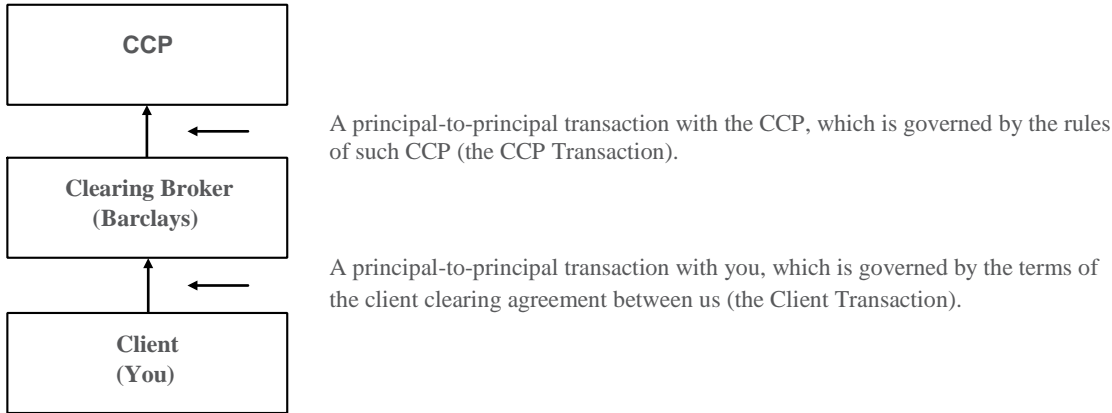 CCP
A principal-to-principal transaction with the CCP, which is governed by the rules
of such CCP (the CCP Transaction).
Clearing Broker
(Barclays)
A principal-to-principal transaction with you, which is governed by the terms of
the client clearing agreement between us (the Client Transaction).
Client
(You)